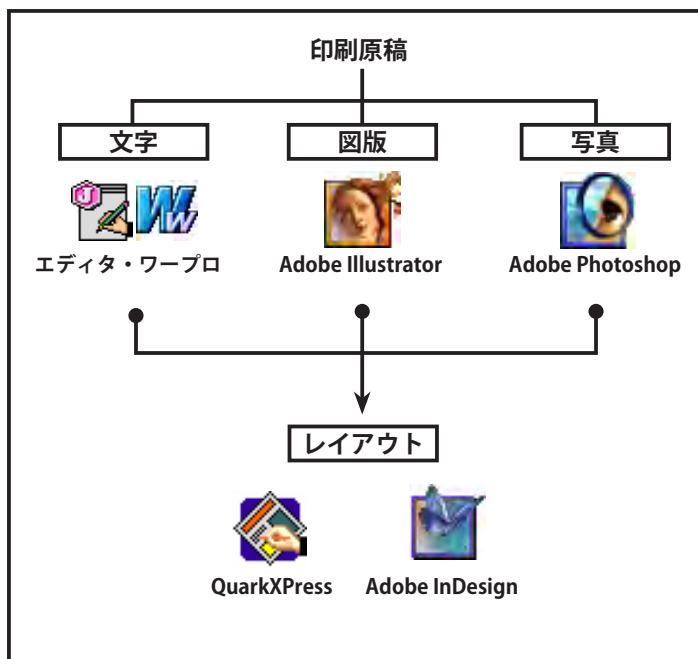 印刷原稿
文字
図版
写真
J
W
エディタ・ワープロ
Adobe Illustrator
Adobe Photoshop
レイアウト
QuarkXPress
Adobe InDesign